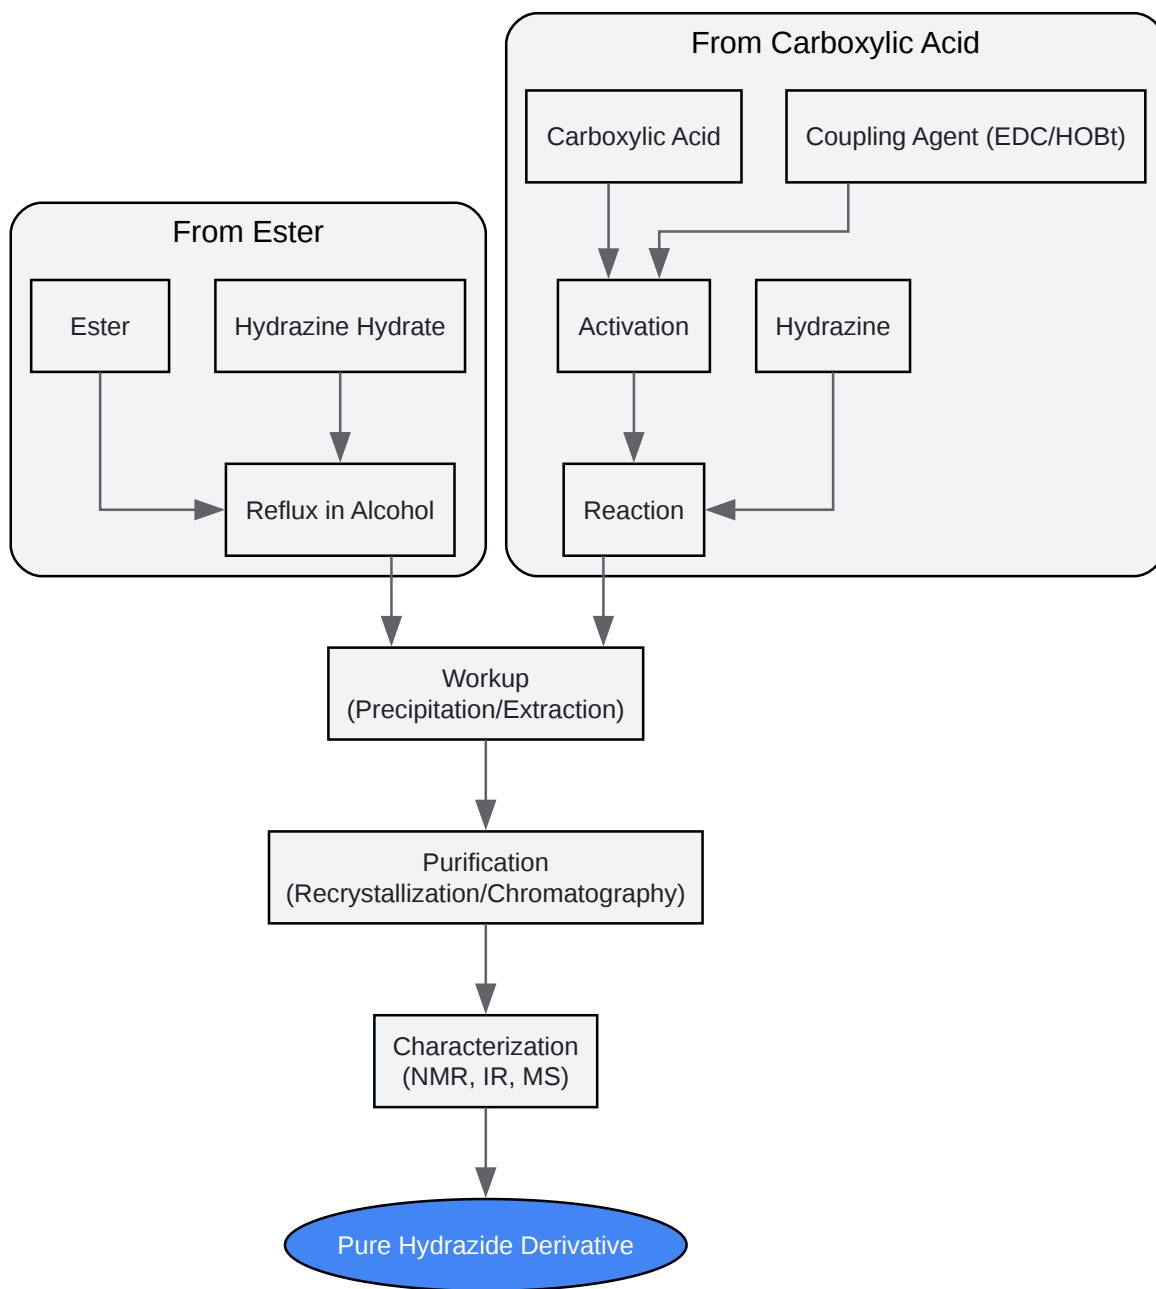 From Carboxylic Acid
Carboxylic Acid
Coupling Agent (EDC/HOBt)
From Ester
Ester
Hydrazine Hydrate
Activation
Hydrazine
Reflux in Alcohol
Reaction
Workup
(Precipitation/Extraction)
Purification
(Recrystallization/Chromatography)
Characterization
(NMR, IR, MS)
Pure Hydrazide Derivative